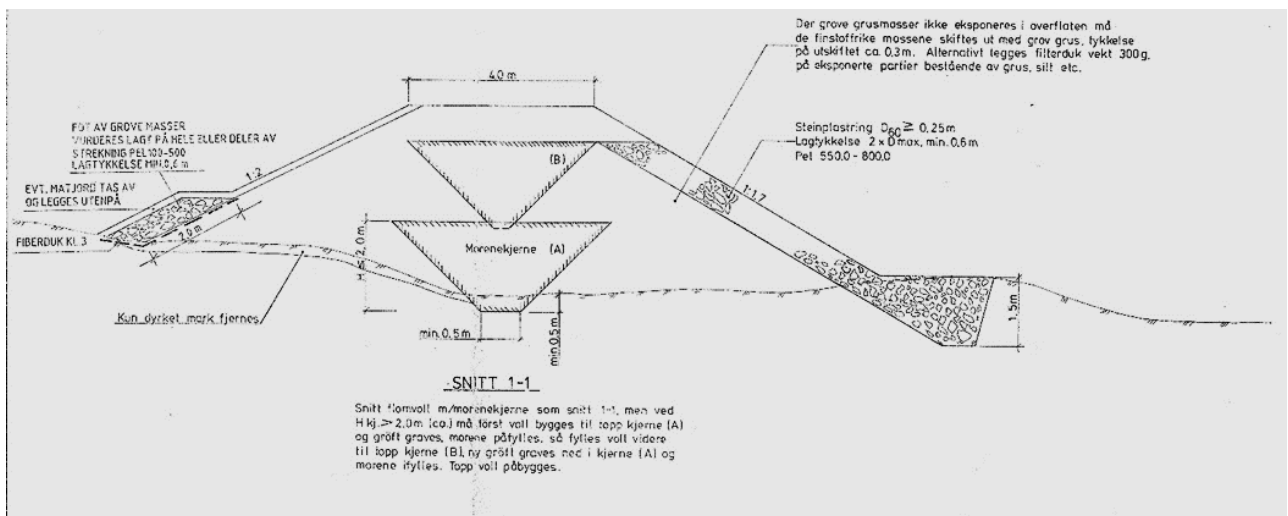 Der grove grusmasser ikke eksponeres i overflaten må
de finstoffrike massene skiftes ut med grov grus, tykkelse
på utskiftet ca. 0,3m. Alternativt legges filterduk vekt 300g,
på eksponerte partier bestående av grus, silt etc.
4.0 m
FOT AV GROVE MASSER
VURDERES LAGT PÅ HELE ELLER DELER AV
STREKNING PEL 100-500
LAGTYKKELSE MIN. 0,6 m
EVT. MATJORD TAS AV
OG LEGGES UTENPÅ
1:2
(B)
Steinplastring D60 ≥ 0,25m
Lagtykkelse 2 x Dmax, min. 0,6m
Pel 550.0 - 800.0
1:1,7
FIBERDUK KL. 3
2.0 m
H ≤ 2,0m
Morenekjerne (A)
Kun dyrket mark fjernes
min. 0,5m
min 0,5m
1,5m
SNITT 1-1
Snitt flomvoll m/morenekjerne som snitt 1-1, men ved
H kj. > 2,0m (ca.) må først voll bygges til topp kjerne (A)
og grøft graves, morene påfylles, så fylles voll videre
til topp kjerne (B), ny grøft graves ned i kjerne (A) og
morene ifylles. Topp voll påbygges.